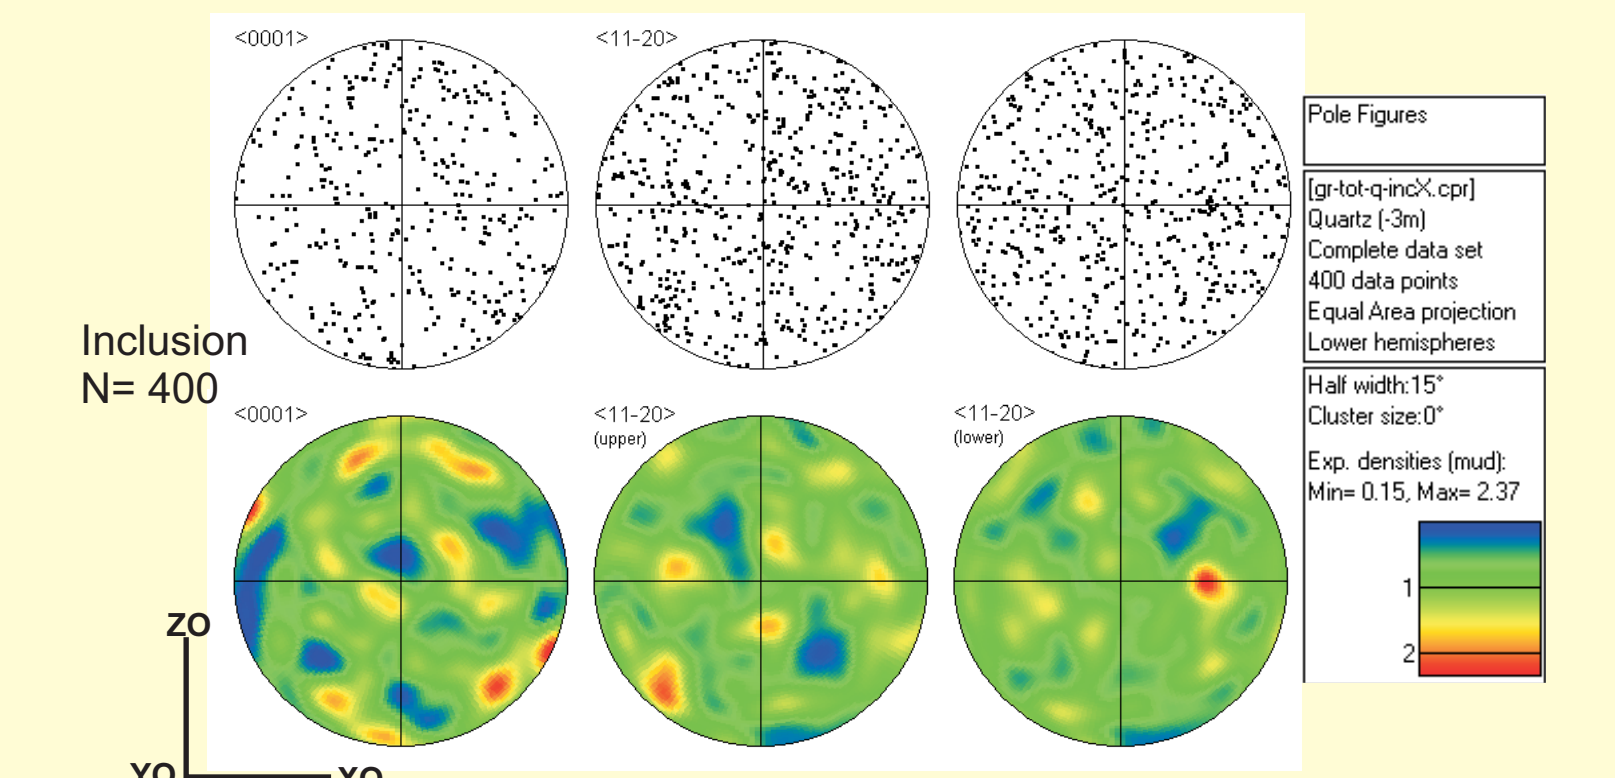 <0001>
<11-20>
Pole Figures
[gr-tot-q-incX.cpr]
Quartz (-3m)
Complete data set
400 data points
Equal Area projection
Lower hemispheres
Inclusion
N= 400
Half width:15°
Cluster size:0°
Exp. densities (mud):
Min= 0.15, Max= 2.37
<0001>
<11-20>
(upper)
<11-20>
(lower)
1
2
ZO
YO
XO